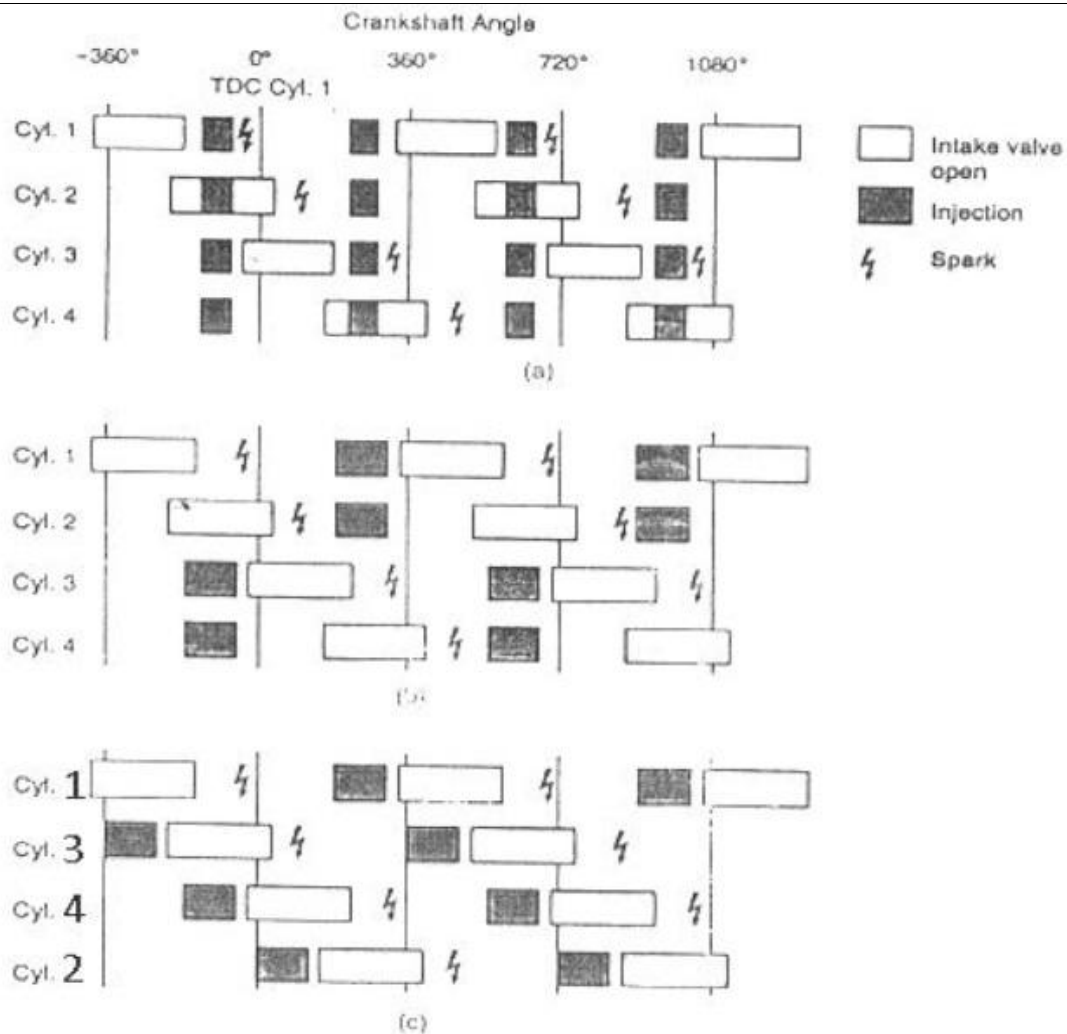 Crankshaft Angle
-360° 0° 360° 720° 1080°
TDC Cyl. 1
Cyl. 1
Cyl. 2
Cyl. 3
Cyl. 4
Intake valve
open
Injection
Spark
(a)
Cyl. 1
Cyl. 2
Cyl. 3
Cyl. 4
(b)
Cyl. 1
Cyl. 3
Cyl. 4
Cyl. 2
(c)